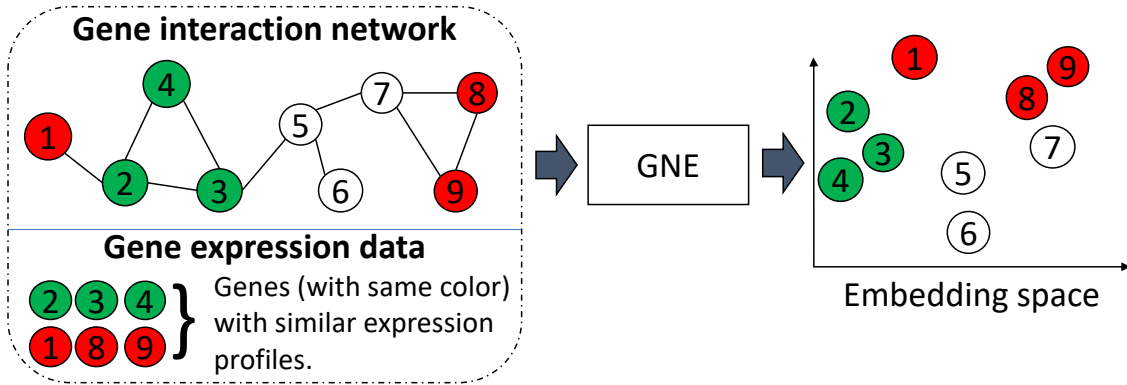 Gene interaction network
4
7
8
1
5
2
3
6
9
Gene expression data
2 3 4
1 8 9
}
Genes (with same color)
with similar expression
profiles.
GNE
1
9
8
2
7
3
4
5
6
Embedding space